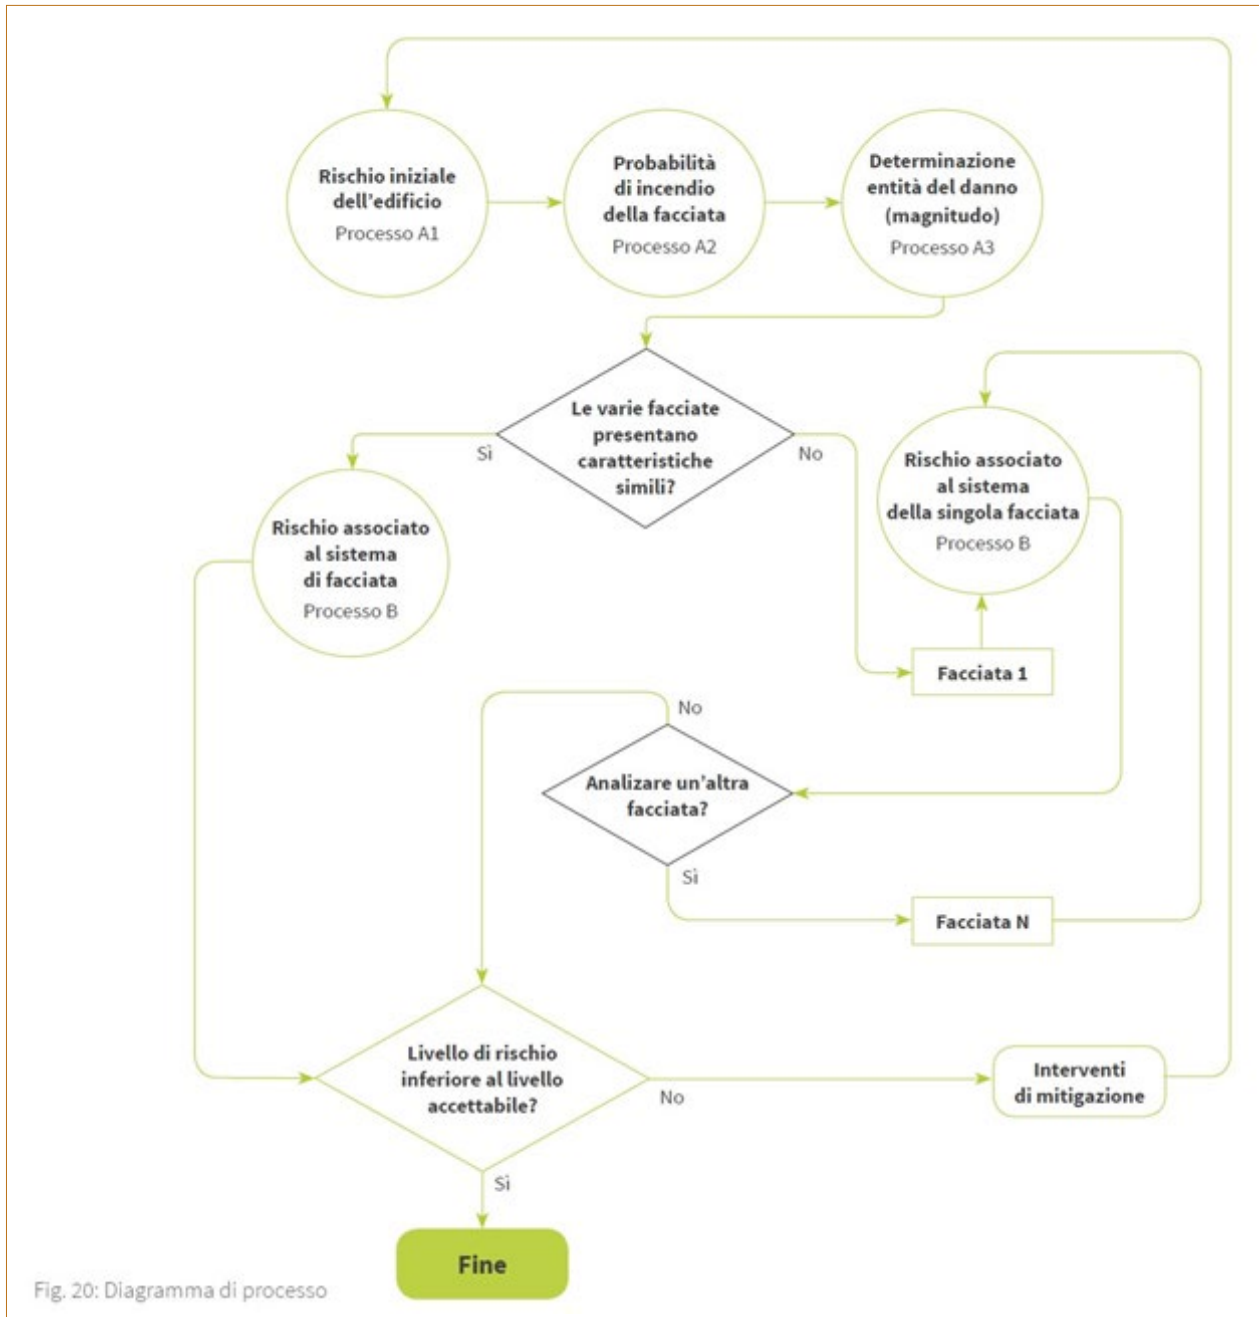 Rischio iniziale
dell'edificio
Processo A1
Probabilità
di incendio
della facciata
Processo A2
Determinazione
entità del danno
(magnitudo)
Processo A3
Le varie facciate
presentano
caratteristiche
simili?
Sì
No
Rischio associato
al sistema
di facciata
Processo B
Rischio associato
al sistema
della singola facciata
Processo B
Facciata 1
No
Analizare un'altra
facciata?
Sì
Facciata N
Livello di rischio
inferiore al livello
accettabile?
No
Interventi
di mitigazione
Sì
Fine
Fig. 20: Diagramma di processo